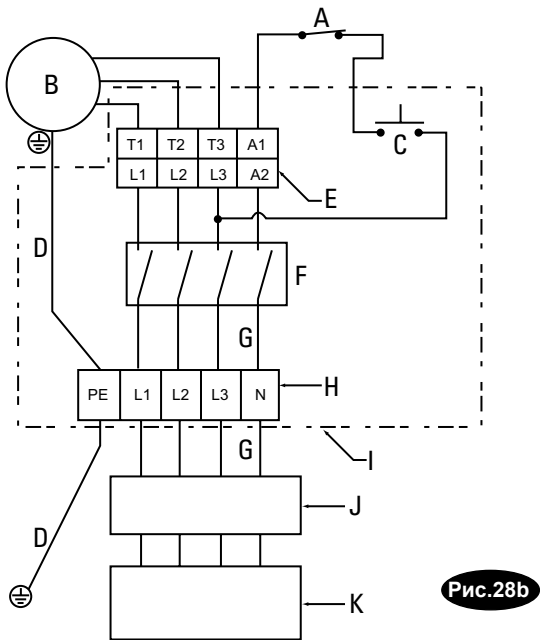 A
B
C
T1 T2 T3 A1
L1 L2 L3 A2
E
D
F
G
PE L1 L2 L3 N
H
G
I
J
D
K
Рис.28b